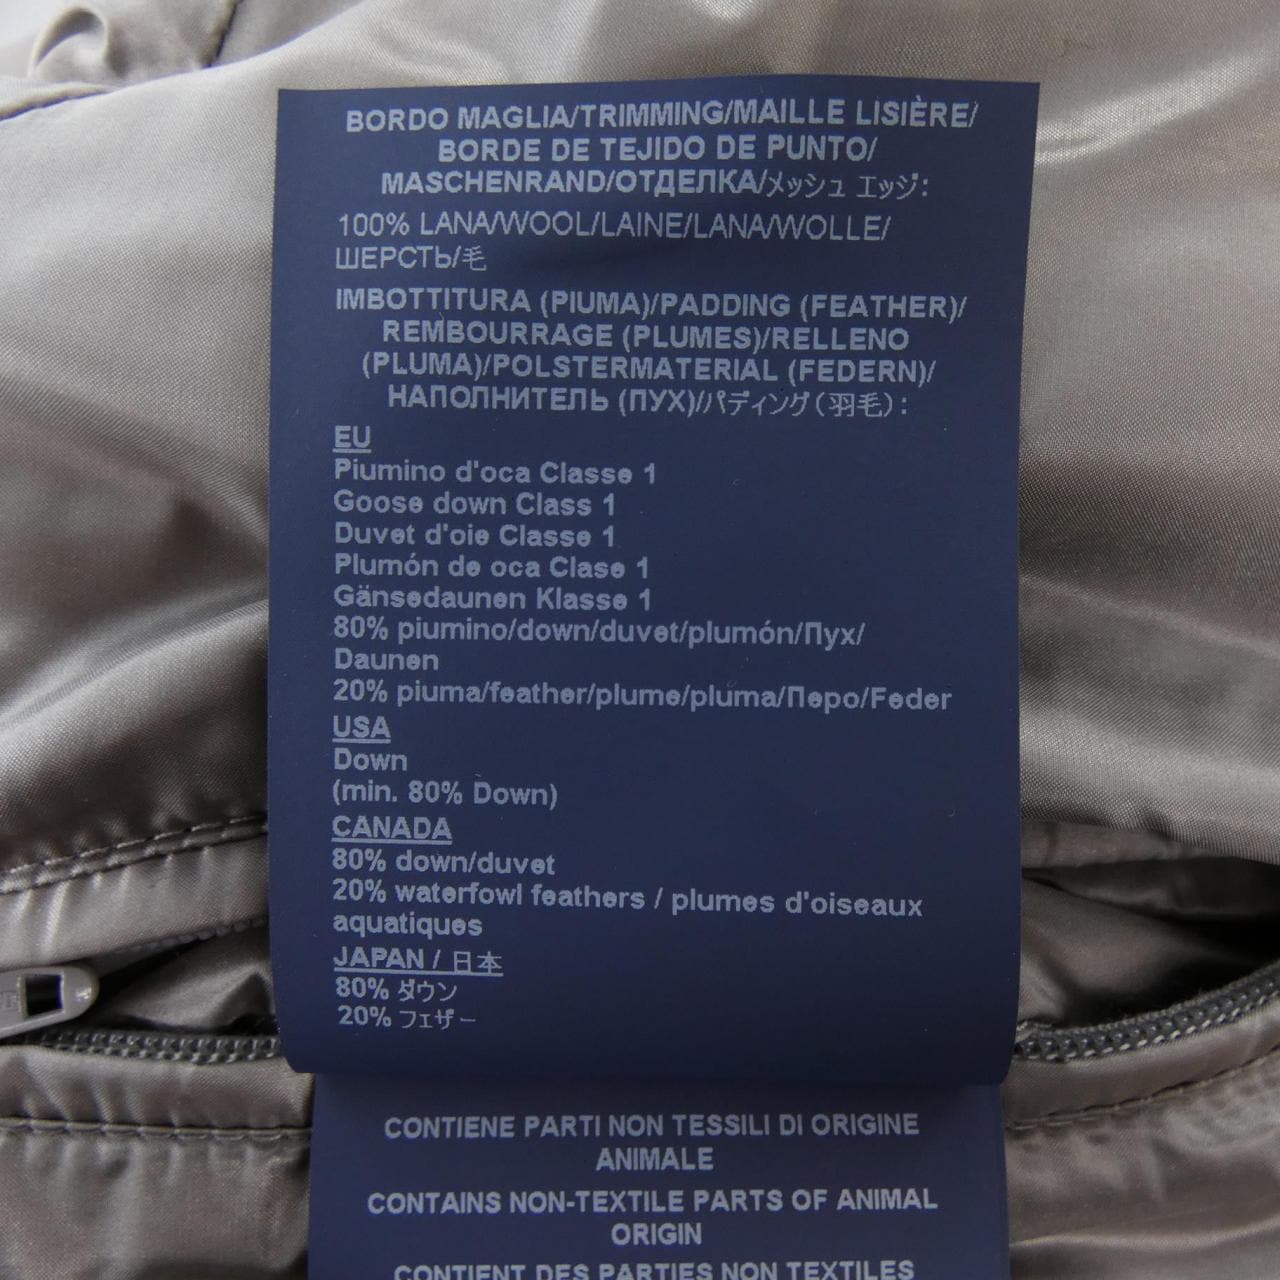 BORDO MAGLIA/TRIMMING/MAILLE LISIÈRE/
BORDE DE TEJIDO DE PUNTO/
MASCHENRAND/ОТДЕЛКА/メッシュ エッジ:
100% LANA/WOOL/LAINE/LANA/WOLLE/
ШЕРСТЬ/毛
IMBOTTITURA (PIUMA)/PADDING (FEATHER)/
REMBOURRAGE (PLUMES)/RELLENO
(PLUMA)/POLSTERMATERIAL (FEDERN)/
НАПОЛНИТЕЛЬ (ПУХ)/パディング(羽毛):
EU
Piumino d'oca Classe 1
Goose down Class 1
Duvet d'oie Classe 1
Plumón de oca Clase 1
Gänsedaunen Klasse 1
80% piumino/down/duvet/plumón/Пух/
Daunen
20% piuma/feather/plume/pluma/Перо/Feder
USA
Down
(min. 80% Down)
CANADA
80% down/duvet
20% waterfowl feathers / plumes d'oiseaux
aquatiques
JAPAN / 日本
80% ダウン
20% フェザー
CONTIENE PARTI NON TESSILI DI ORIGINE
ANIMALE
CONTAINS NON-TEXTILE PARTS OF ANIMAL
ORIGIN
CONTIENT DES PARTIES NON TEXTILES